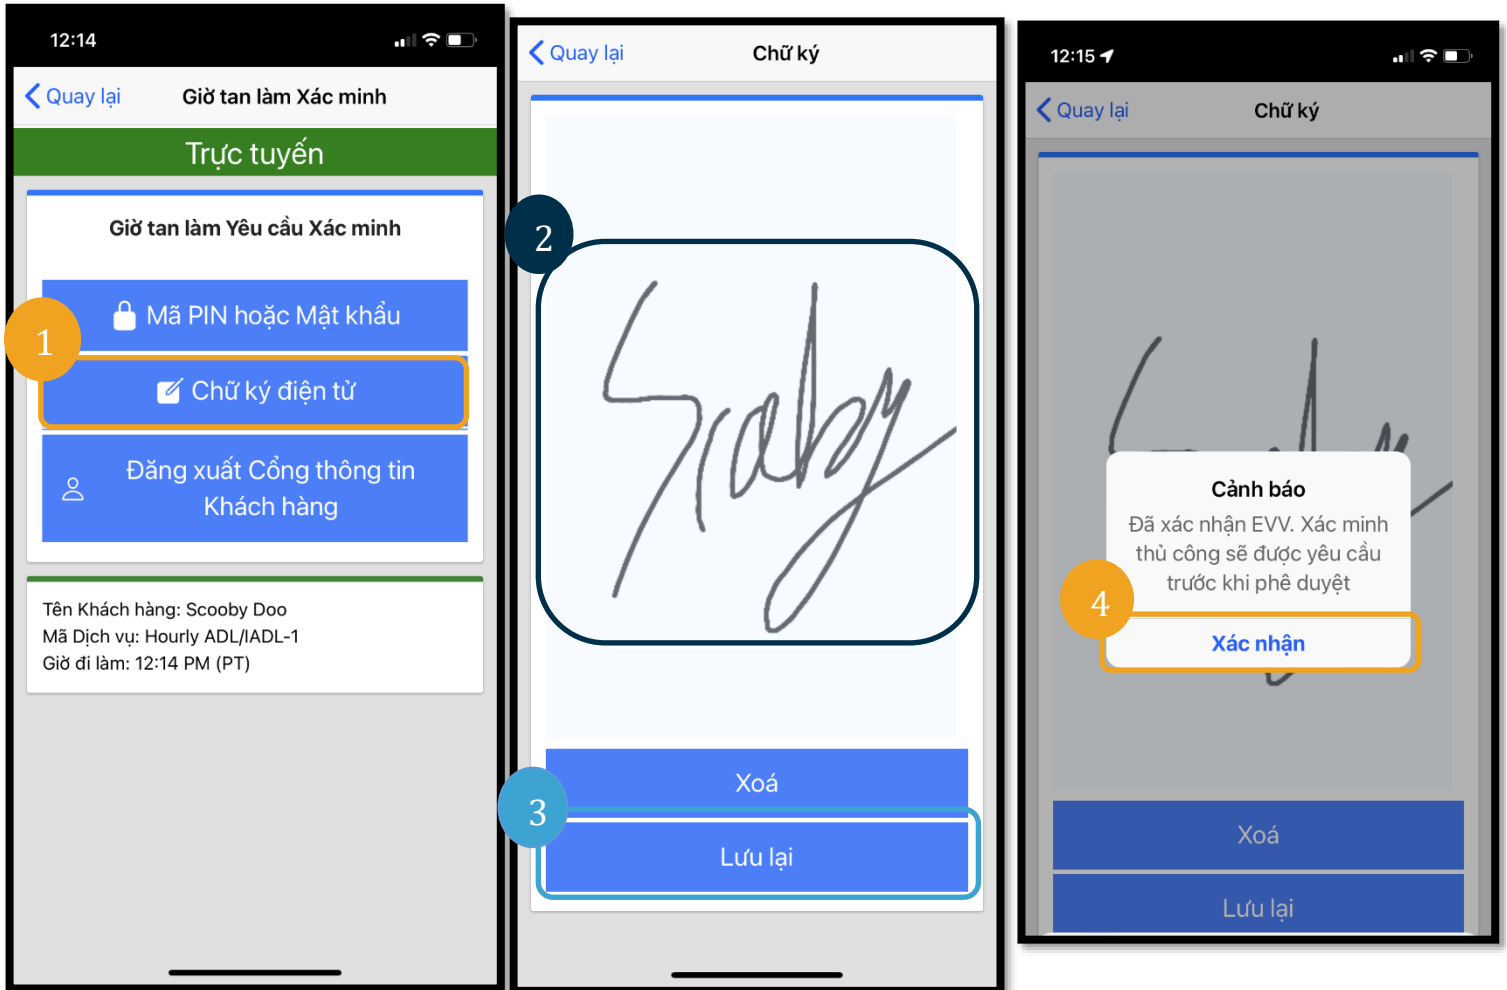 12:14
Quay lại
Giờ tan làm Xác minh
Trực tuyến
Giờ tan làm Yêu cầu Xác minh
Mã PIN hoặc Mật khẩu
1
Chữ ký điện tử
Đăng xuất Cổng thông tin
Khách hàng
Tên Khách hàng: Scooby Doo
Mã Dịch vụ: Hourly ADL/IADL-1
Giờ đi làm: 12:14 PM (PT)
Quay lại
Chữ ký
2
Scooby
Xoá
3
Lưu lại
12:15
Quay lại
Chữ ký
Cảnh báo
Đã xác nhận EVV. Xác minh
thủ công sẽ được yêu cầu
trước khi phê duyệt
4
Xác nhận
Xoá
Lưu lại